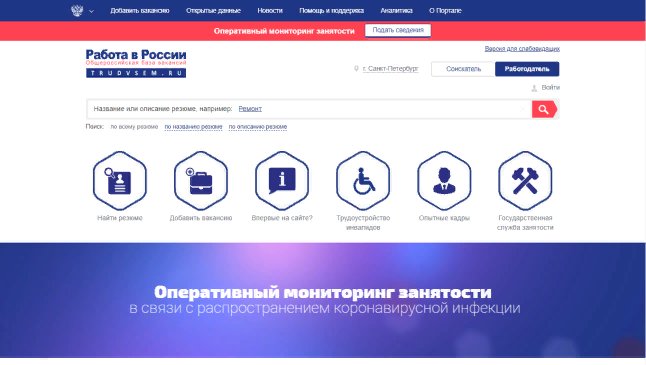 Добавить вакансию Открытые данные Новости Помощь и поддержка Аналитика О Портале
Оперативный мониторинг занятости Подать сведения
Версия для слабовидящих
Работа в России
Общероссийская база вакансий
TRUDVSEM.RU
г. Санкт-Петербург Соискатель Работодатель
Войти
Название или описание резюме, например: Ремонт
Поиск: по всему резюме по названию резюме по описанию резюме
Найти резюме Добавить вакансию Впервые на сайте? Трудоустройство Опытные кадры Государственная
инвалидов служба занятости
Оперативный мониторинг занятости
в связи с распространением коронавирусной инфекции